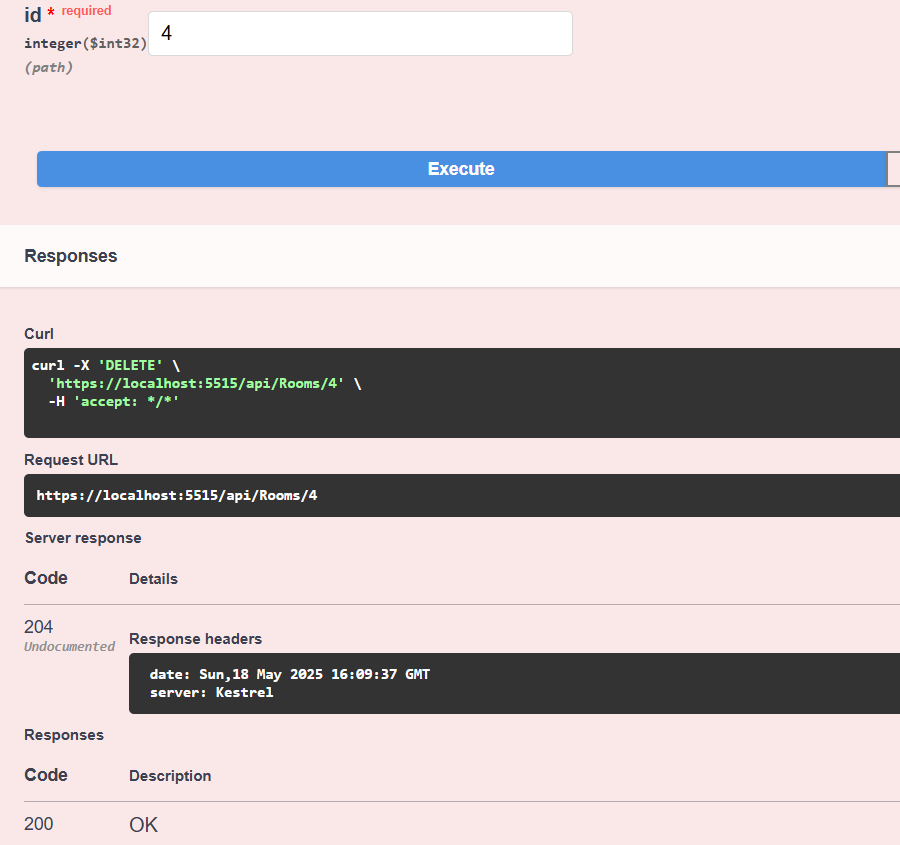 id * required
integer($int32)
(path)
4
Execute
Responses
Curl
curl -X 'DELETE' \
'https://localhost:5515/api/Rooms/4' \
-H 'accept: */*'
Request URL
https://localhost:5515/api/Rooms/4
Server response
Code Details
204
Undocumented
Response headers
date: Sun,18 May 2025 16:09:37 GMT
server: Kestrel
Responses
Code Description
200 OK